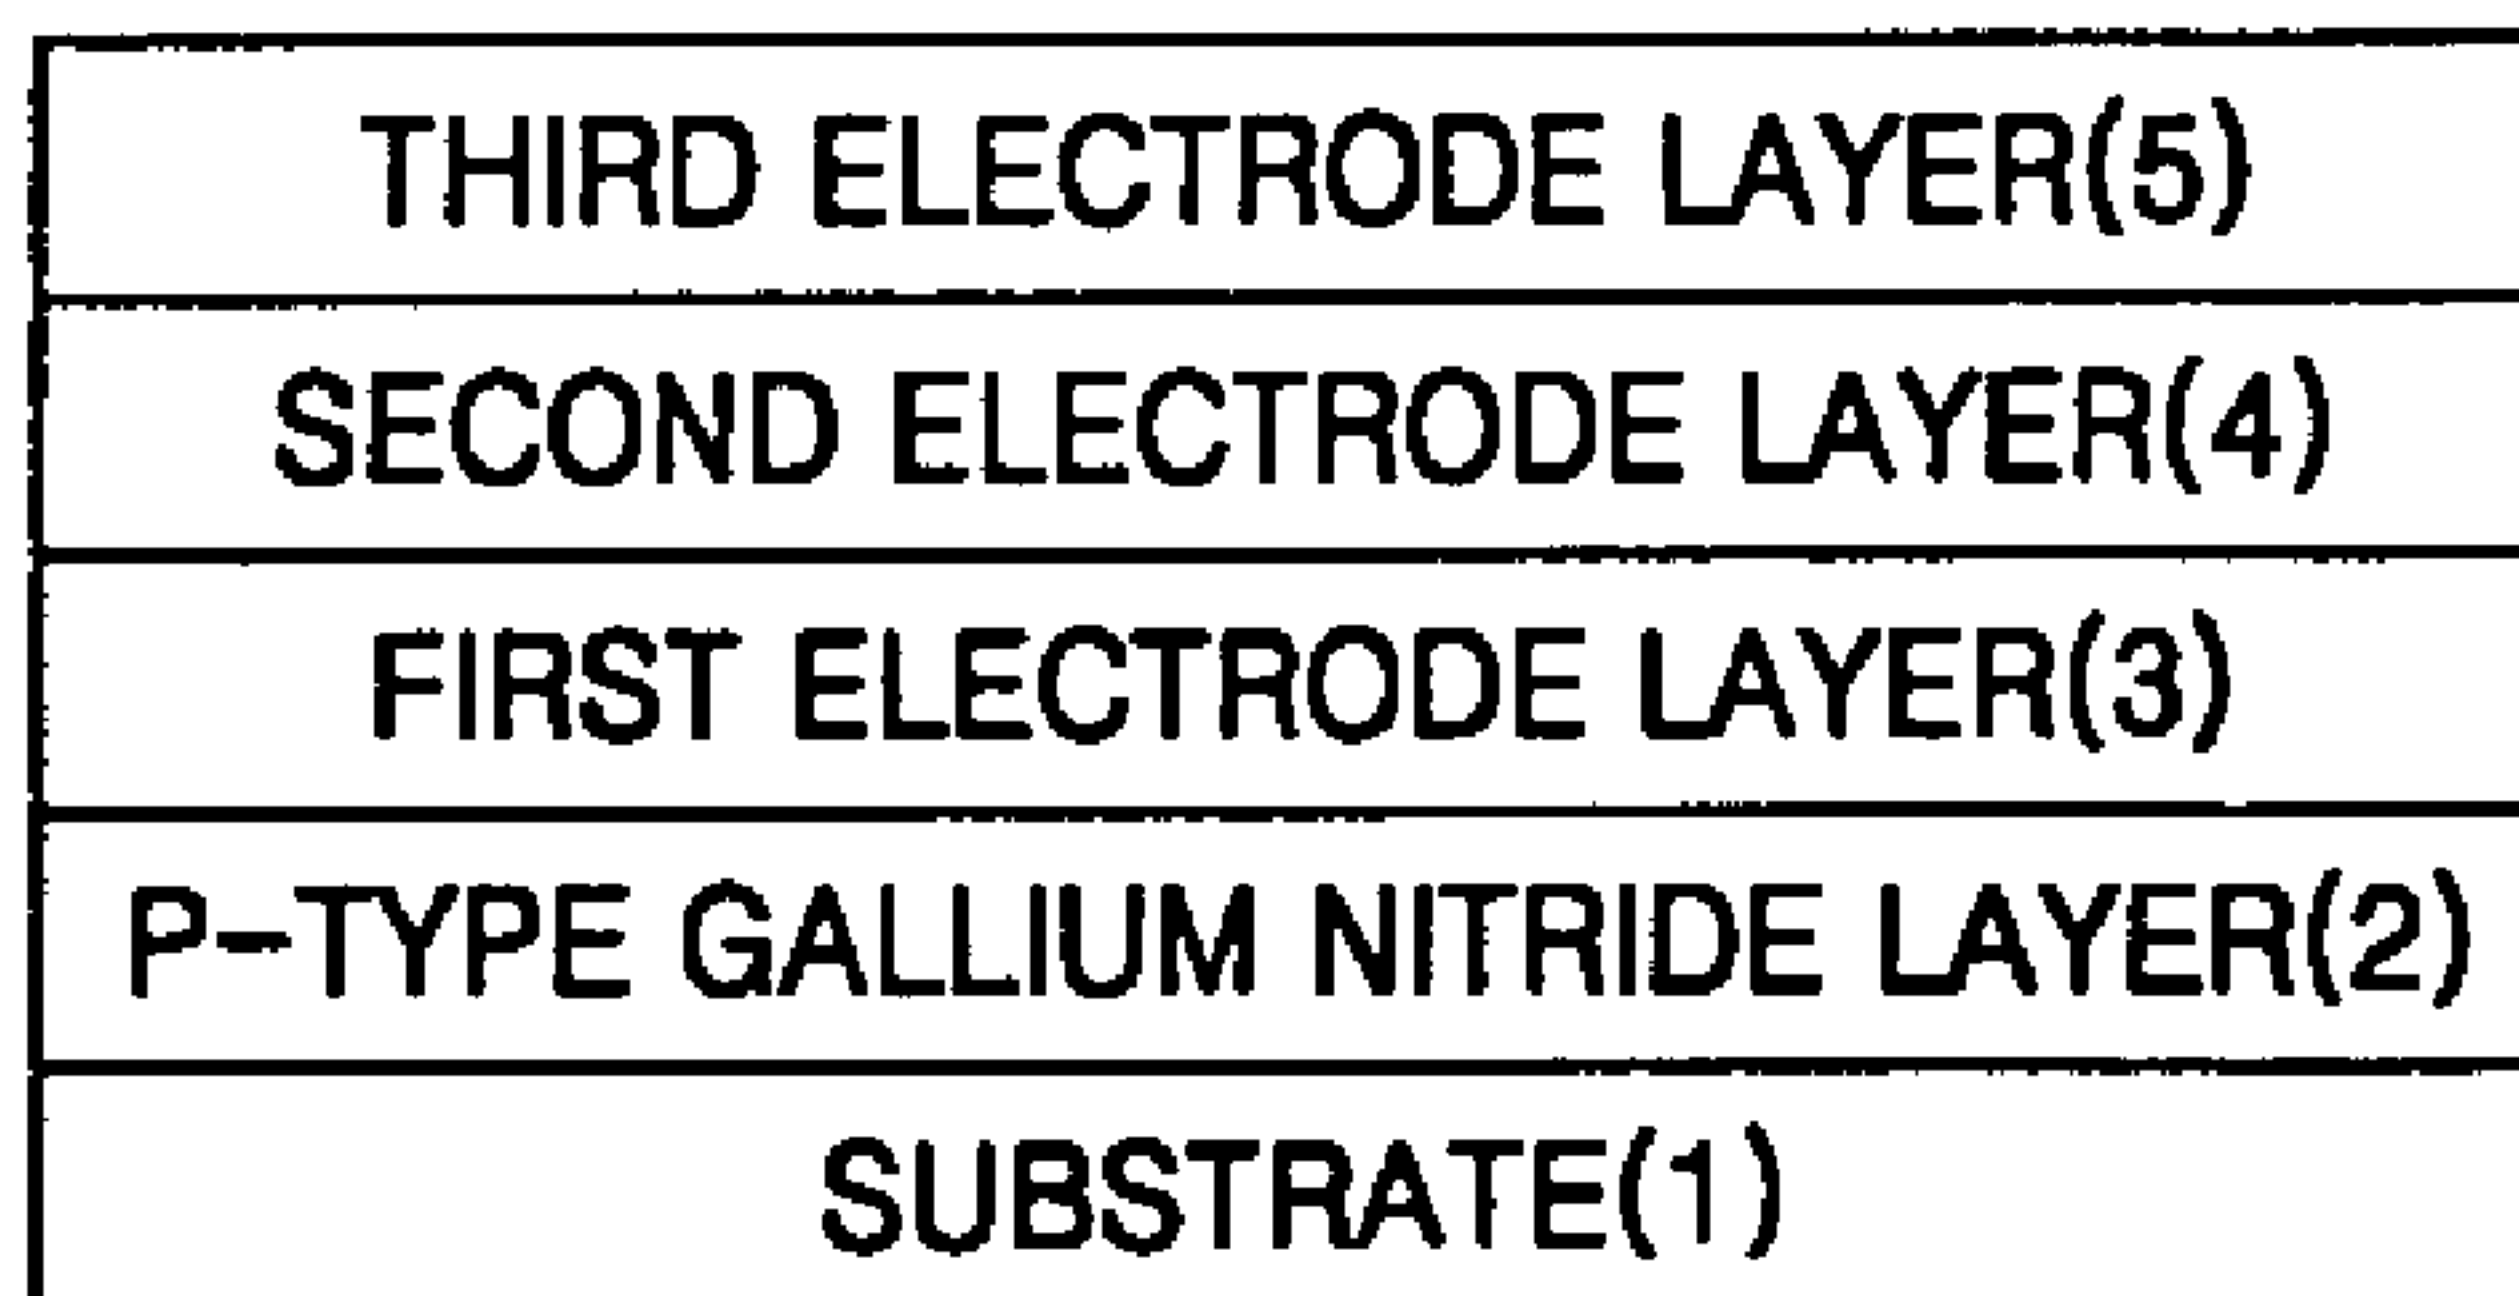 THIRD ELECTRODE LAYER(5)
SECOND ELECTRODE LAYER(4)
FIRST ELECTRODE LAYER(3)
P-TYPE GALLIUM NITRIDE LAYER(2)
SUBSTRATE(1)